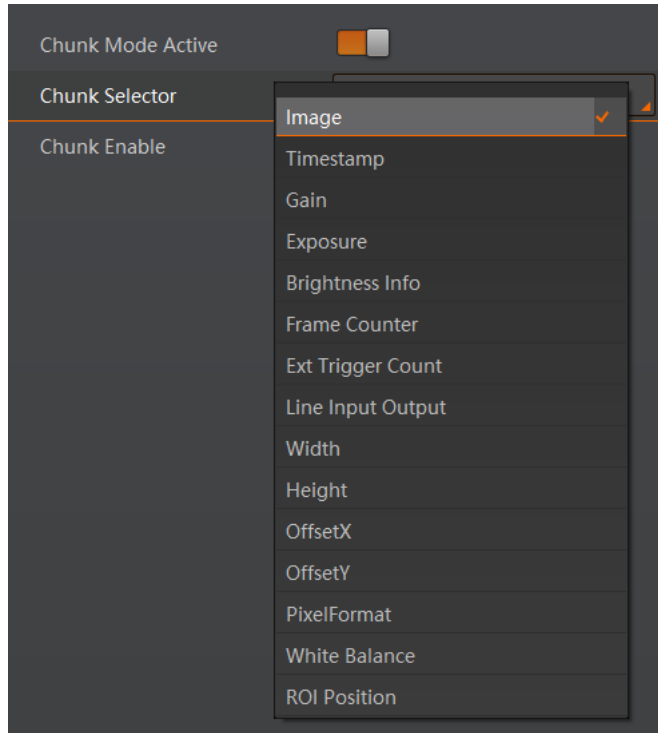 Chunk Mode Active
Chunk Selector
Image
Chunk Enable
Timestamp
Gain
Exposure
Brightness Info
Frame Counter
Ext Trigger Count
Line Input Output
Width
Height
OffsetX
OffsetY
PixelFormat
White Balance
ROI Position